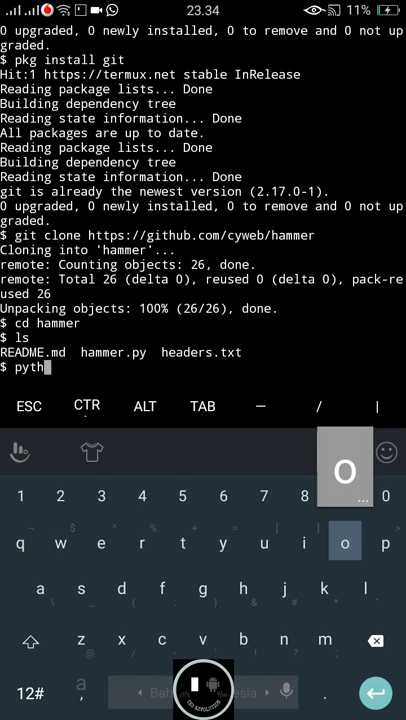 23.34
11%
0 upgraded, 0 newly installed, 0 to remove and 0 not up
graded.
$ pkg install git
Hit:1 https://termux.net stable InRelease
Reading package lists... Done
Building dependency tree
Reading state information... Done
All packages are up to date.
Reading package lists... Done
Building dependency tree
Reading state information... Done
git is already the newest version (2.17.0-1).
0 upgraded, 0 newly installed, 0 to remove and 0 not up
graded.
$ git clone https://github.com/cyweb/hammer
Cloning into 'hammer'...
remote: Counting objects: 26, done.
remote: Total 26 (delta 0), reused 0 (delta 0), pack-re
used 26
Unpacking objects: 100% (26/26), done.
$ cd hammer
$ ls
README.md hammer.py headers.txt
$ pyth
ESC CTR ALT TAB — / |
o
...
1 2 3 4 5 6 7 8 0
q w e r t y u i o p
a s d f g h j k l
z x c v b n m
12# , .